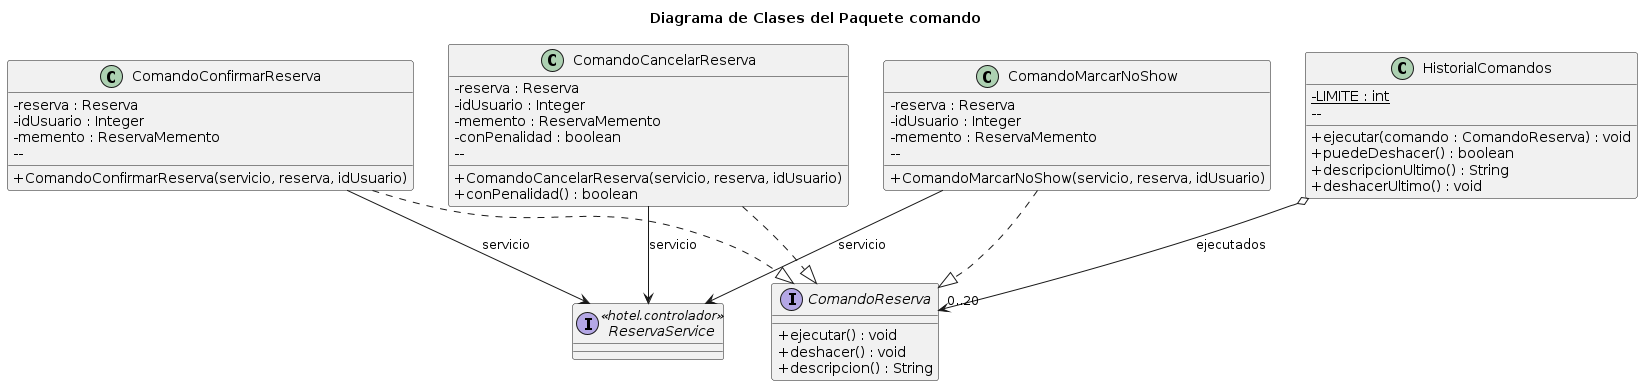 Diagrama de Clases del Paquete comando
ComandoConfirmarReserva
-reserva : Reserva
-idUsuario : Integer
-memento : ReservaMemento
--
+ComandoConfirmarReserva(servicio, reserva, idUsuario)
ComandoCancelarReserva
-reserva : Reserva
-idUsuario : Integer
-memento : ReservaMemento
-conPenalidad : boolean
--
+ComandoCancelarReserva(servicio, reserva, idUsuario)
+conPenalidad() : boolean
ComandoMarcarNoShow
-reserva : Reserva
-idUsuario : Integer
-memento : ReservaMemento
--
+ComandoMarcarNoShow(servicio, reserva, idUsuario)
HistorialComandos
-LIMITE : int
--
+ejecutar(comando : ComandoReserva) : void
+puedeDeshacer() : boolean
+descripcionUltimo() : String
+deshacerUltimo() : void
servicio
servicio
servicio
ejecutados
0..20
«hotel.controlador»
ReservaService
ComandoReserva
+ejecutar() : void
+deshacer() : void
+descripcion() : String